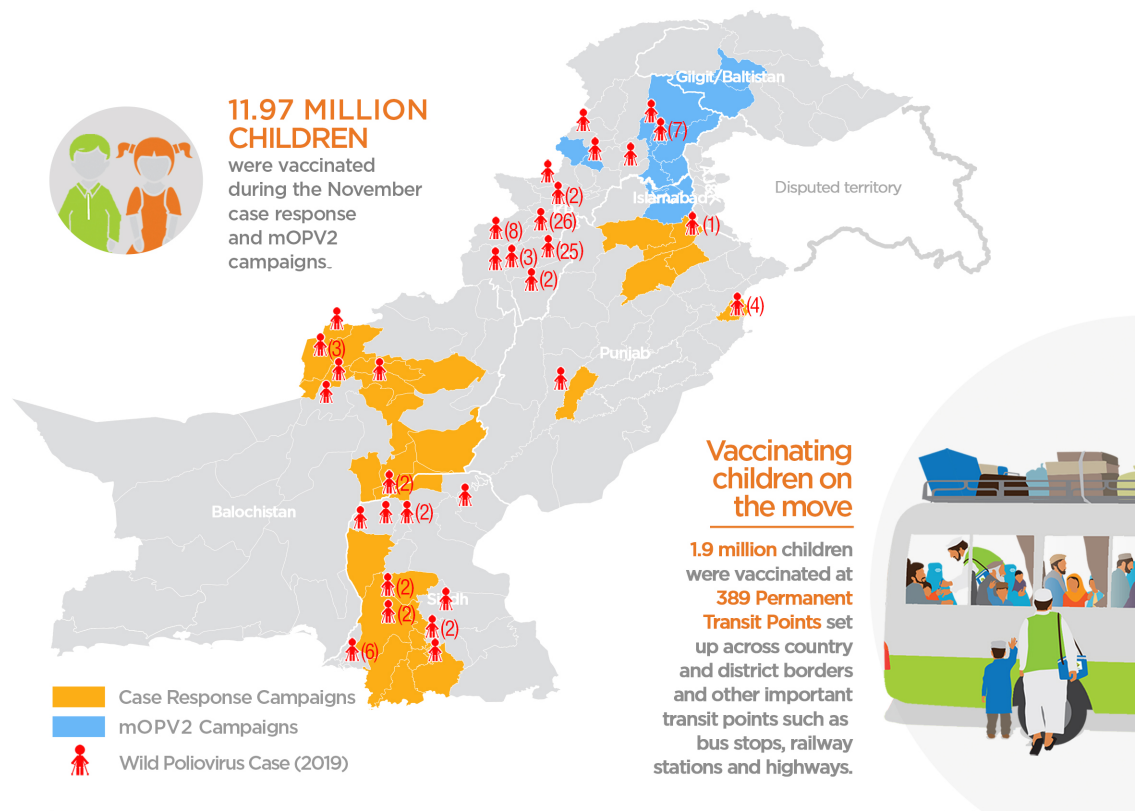 11.97 MILLION
CHILDREN
were vaccinated
during the November
case response
and mOPV2
campaigns..
Gilgit/Baltistan
(7)
Disputed territory
(2)
Islamabad
(26)
(8)
(1)
(25)
(3)
(2)
(4)
(3)
Punjab
Vaccinating
children on
the move
1.9 million children
were vaccinated at
389 Permanent
Transit Points set
up across country
and district borders
and other important
transit points such as
bus stops, railway
stations and highways.
(2)
Balochistan
(2)
(2)
Sindh
(2)
(2)
(6)
Case Response Campaigns
mOPV2 Campaigns
Wild Poliovirus Case (2019)